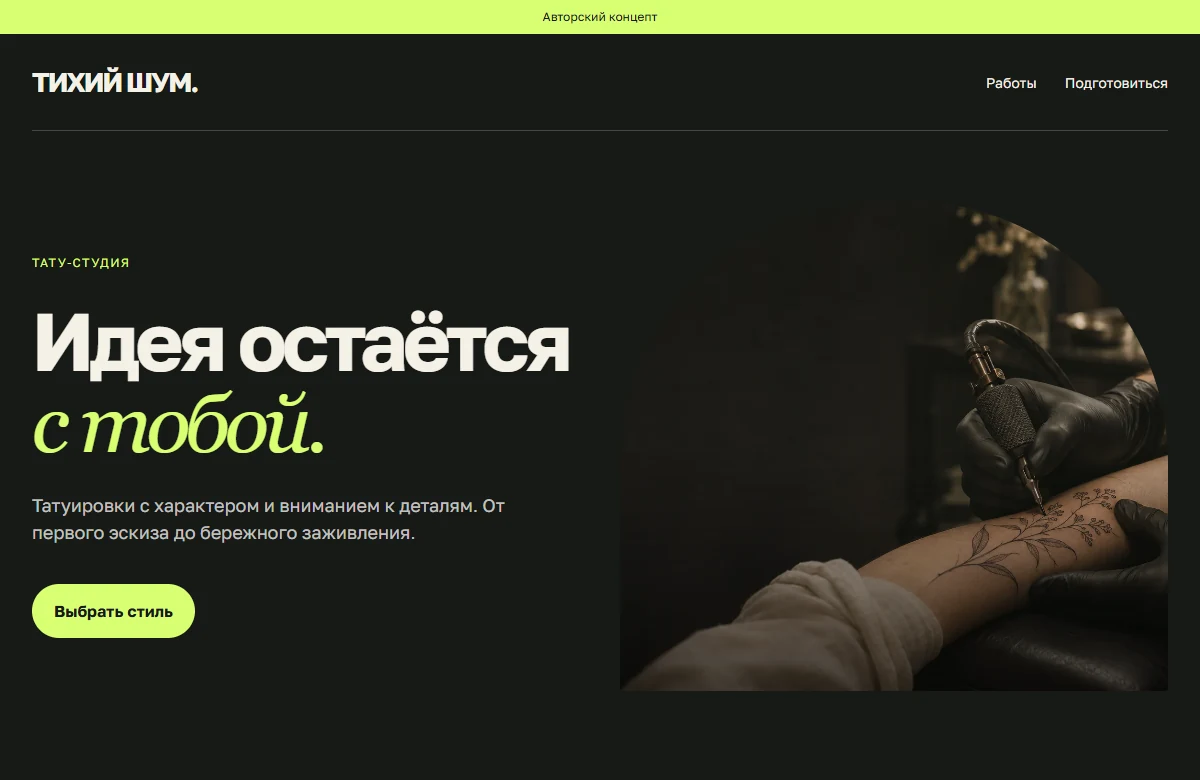 Авторский концепт
ТИХИЙ ШУМ.
Работы
Подготовиться
ТАТУ-СТУДИЯ
Идея остаётся
с тобой.
Татуировки с характером и вниманием к деталям. От
первого эскиза до бережного заживления.
Выбрать стиль